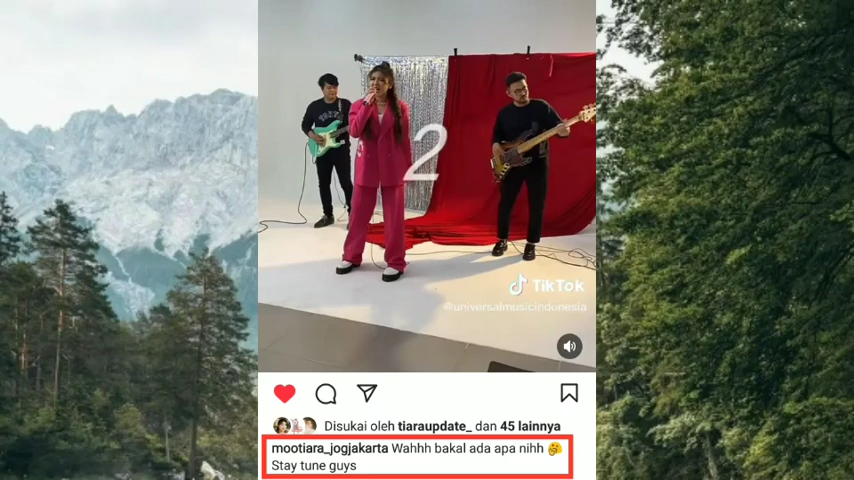 2
TikTok
@universalmusicindonesia
Disukai oleh tiaraupdate_ dan 45 lainnya
mootiara_jogjakarta Wahhh bakal ada apa nihh 🤔
Stay tune guys